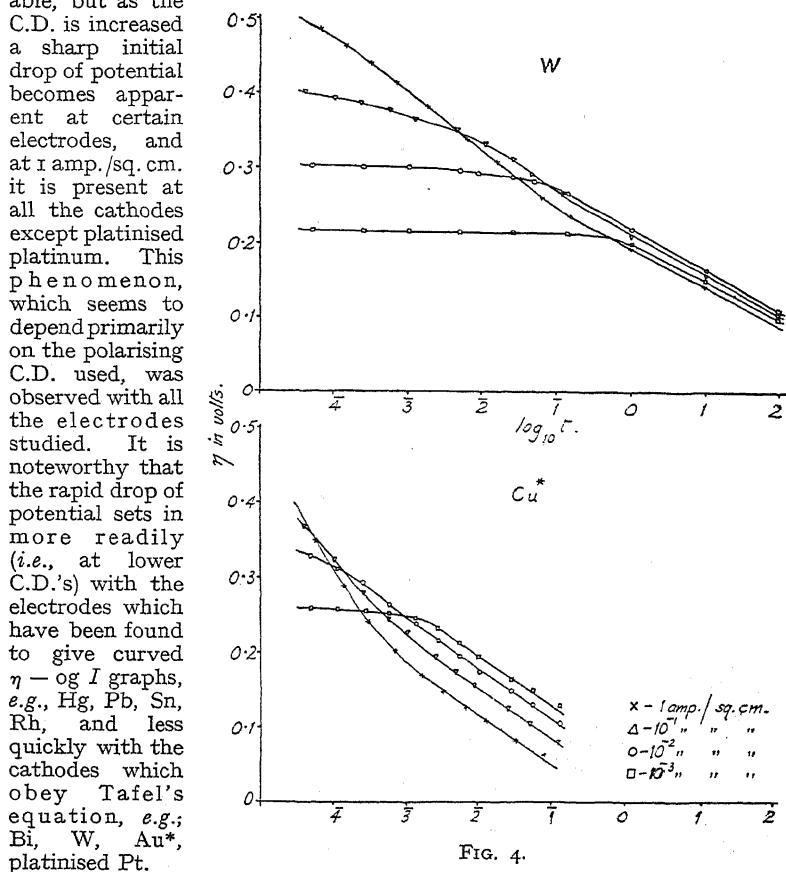 able, but as the
C.D. is increased
a sharp initial
drop of potential
becomes appar-
ent at certain
electrodes, and
at 1 amp./sq. cm.
it is present at
all the cathodes
except platinised
platinum. This
phenomenon,
which seems to
depend primarily
on the polarising
C.D. used, was
observed with all
the electrodes
studied. It is
noteworthy that
the rapid drop of
potential sets in
more readily
(i.e., at lower
C.D.'s) with the
electrodes which
have been found
to give curved
η — og I graphs,
e.g., Hg, Pb, Sn,
Rh, and less
quickly with the
cathodes which
obey Tafel's
equation, e.g.;
Bi, W, Au*,
platinised Pt.
W
0·5
0·4
0·3
0·2
0·1
0
4̄ 3̄ 2̄ 1̄ 0 1 2
log₁₀ τ.
η in volts.
Cu*
0·5
0·4
0·3
0·2
0·1
0
4̄ 3̄ 2̄ 1̄ 0 1 2
x – 1 amp./sq. cm.
Δ – 10⁻¹ " " "
o – 10⁻² " " "
□ – 10⁻³ " " "
FIG. 4.